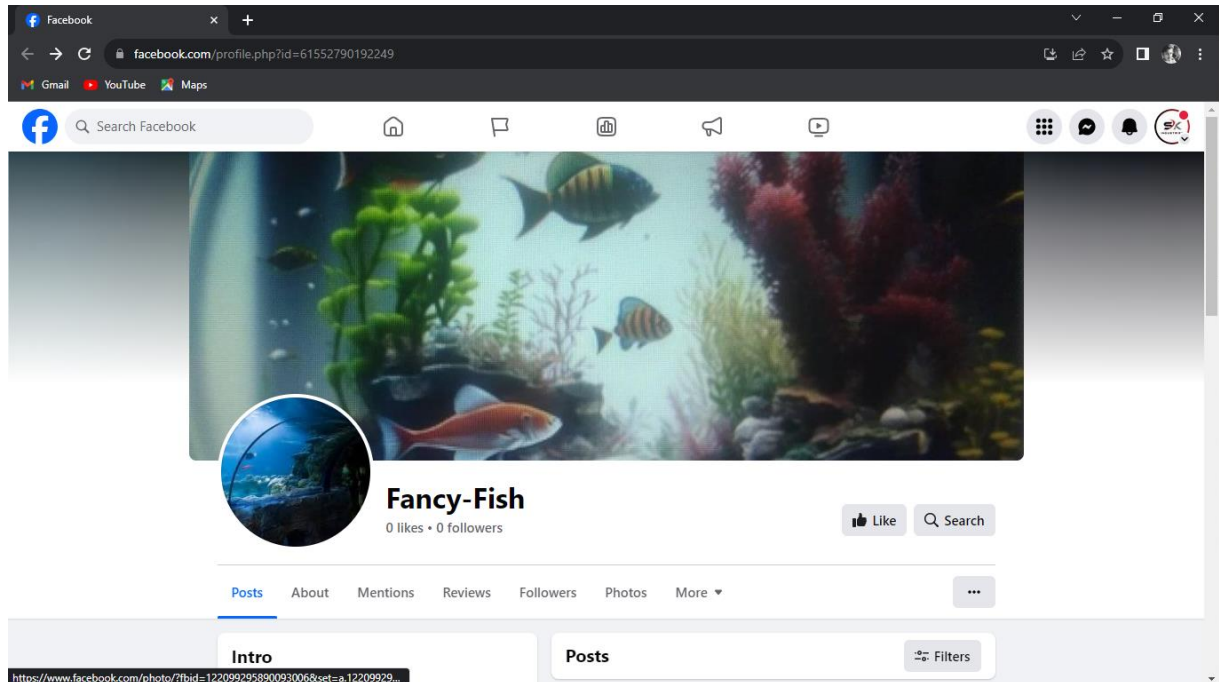 Facebook
facebook.com/profile.php?id=61552790192249
Gmail YouTube Maps
Search Facebook
SK
Fancy-Fish
0 likes • 0 followers
Like Search
Posts About Mentions Reviews Followers Photos More
Intro
Posts
Filters
https://www.facebook.com/photo/?fbid=122099295890093006&set=a.12209929...